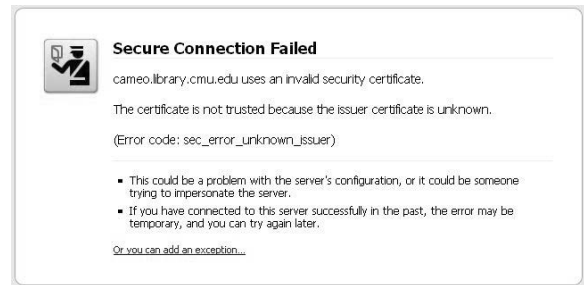 Secure Connection Failed
cameo.library.cmu.edu uses an invalid security certificate.
The certificate is not trusted because the issuer certificate is unknown.
(Error code: sec_error_unknown_issuer)
▪ This could be a problem with the server's configuration, or it could be someone
trying to impersonate the server.
▪ If you have connected to this server successfully in the past, the error may be
temporary, and you can try again later.
Or you can add an exception...